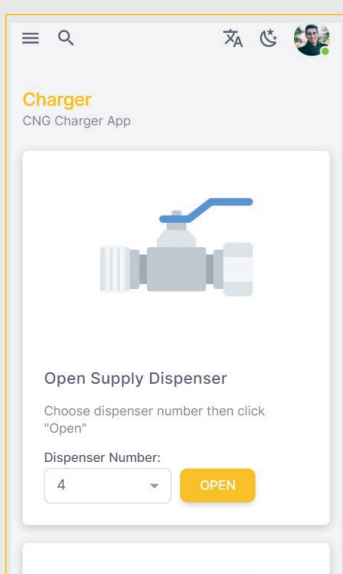 Charger
CNG Charger App
Open Supply Dispenser
Choose dispenser number then click
"Open"
Dispenser Number:
4
OPEN